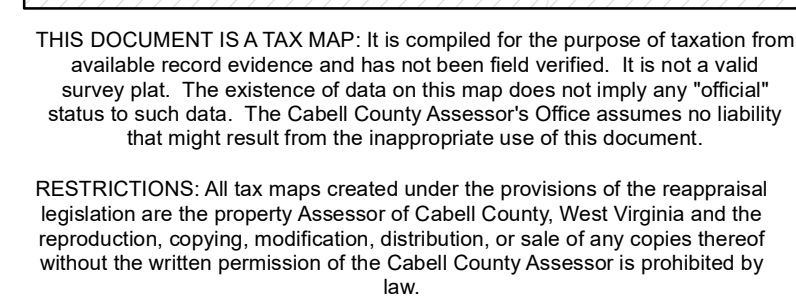 THIS DOCUMENT IS A TAX MAP: It is compiled for the purpose of taxation from
available record evidence and has not been field verified.  It is not a valid
survey plat.  The existence of data on this map does not imply any "official"
status to such data.  The Cabell County Assessor's Office assumes no liability
that might result from the inappropriate use of this document.
RESTRICTIONS: All tax maps created under the provisions of the reappraisal
legislation are the property Assessor of Cabell County, West Virginia and the
reproduction, copying, modification, distribution, or sale of any copies thereof
without the written permission of the Cabell County Assessor is prohibited by
law.